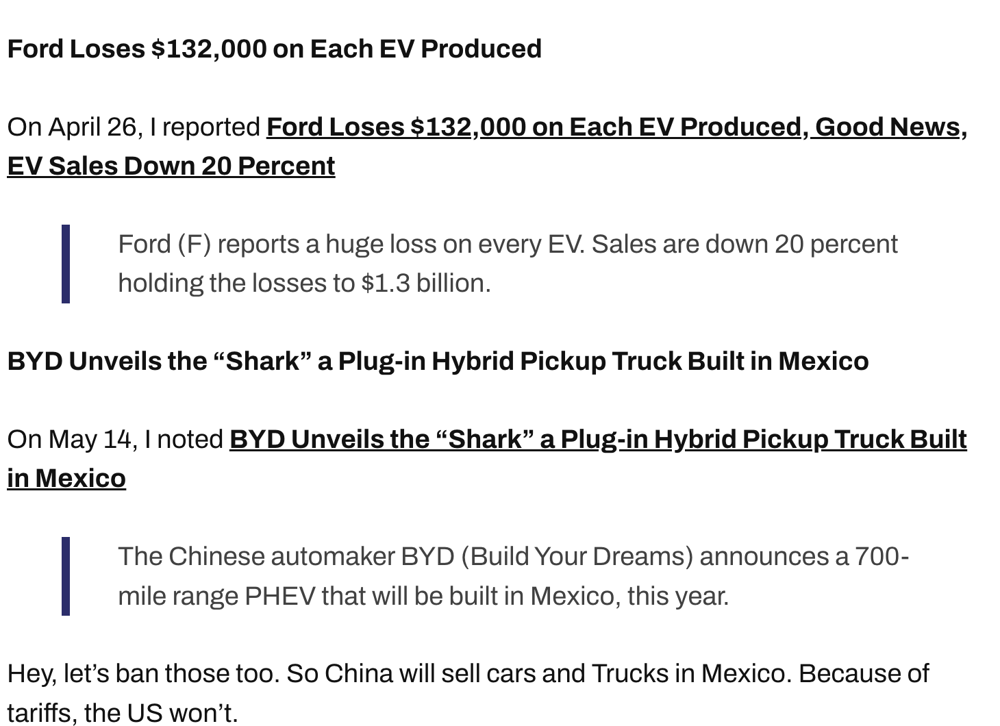 Ford Loses $132,000 on Each EV Produced
On April 26, I reported Ford Loses $132,000 on Each EV Produced, Good News,
EV Sales Down 20 Percent
Ford (F) reports a huge loss on every EV. Sales are down 20 percent
holding the losses to $1.3 billion.
BYD Unveils the “Shark” a Plug-in Hybrid Pickup Truck Built in Mexico
On May 14, I noted BYD Unveils the “Shark” a Plug-in Hybrid Pickup Truck Built
in Mexico
The Chinese automaker BYD (Build Your Dreams) announces a 700-
mile range PHEV that will be built in Mexico, this year.
Hey, let’s ban those too. So China will sell cars and Trucks in Mexico. Because of
tariffs, the US won’t.